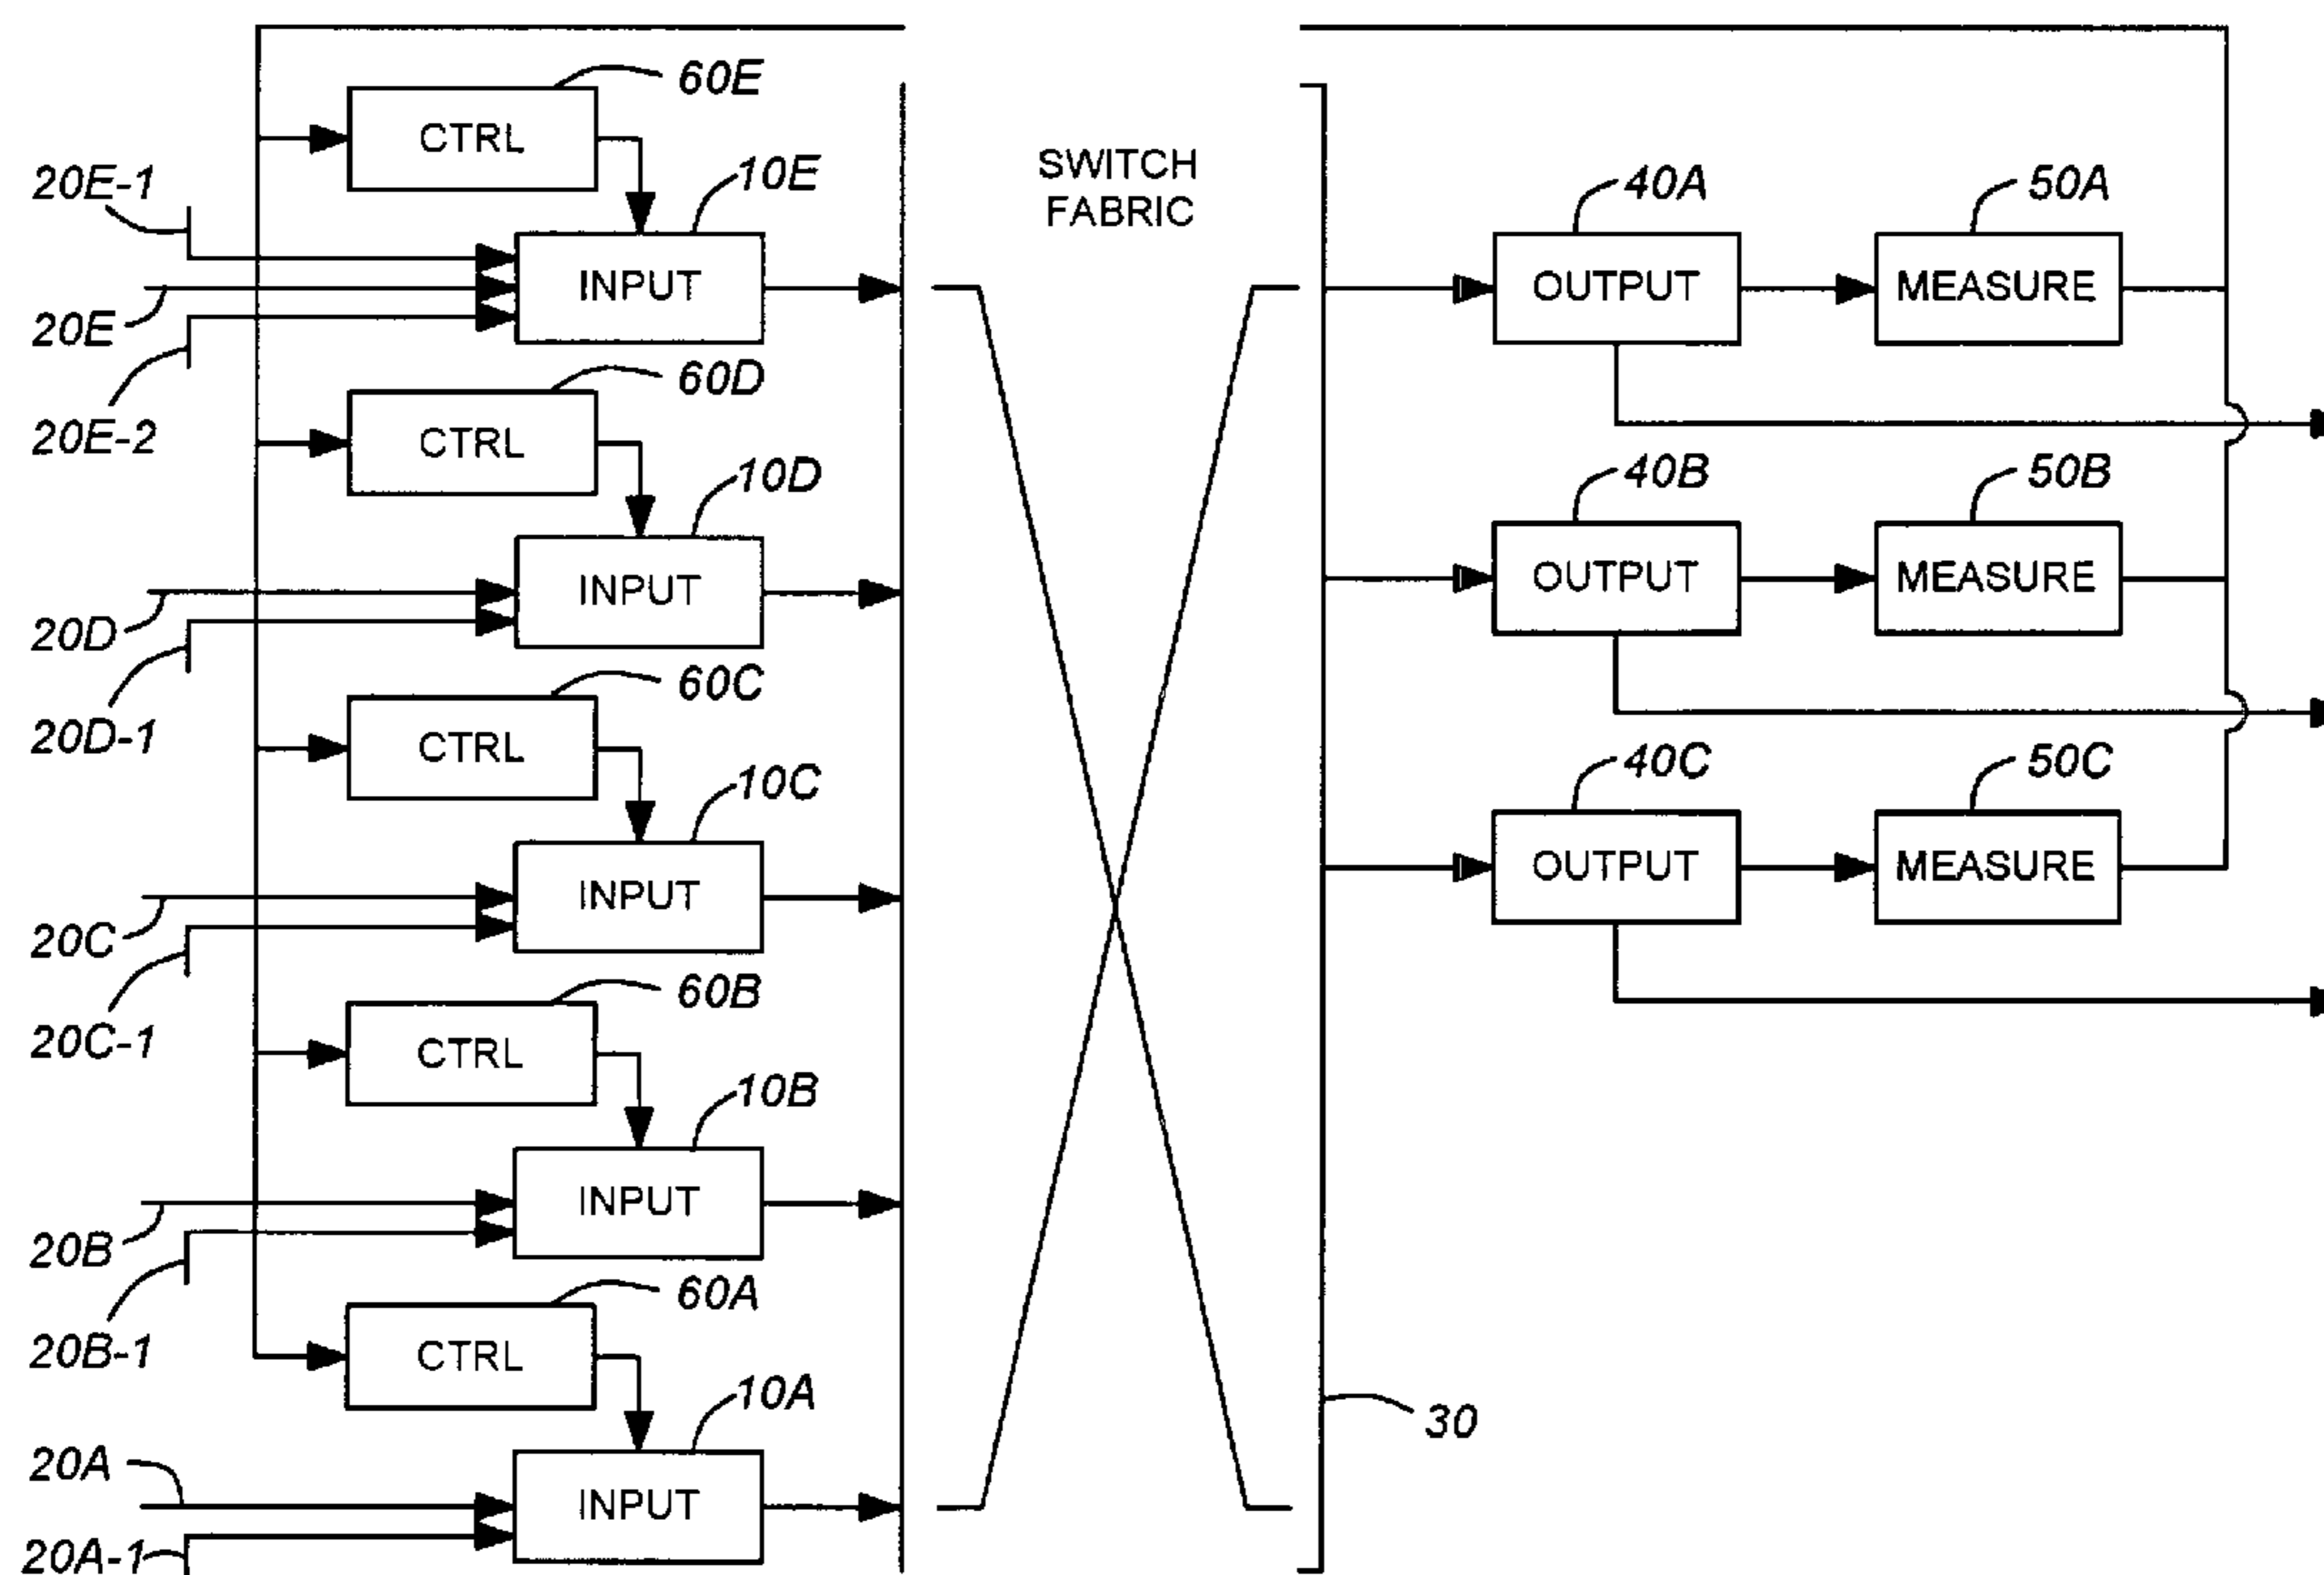 60E
CTRL
20E-1
10E
SWITCH
FABRIC
40A
50A
INPUT
OUTPUT
MEASURE
20E
60D
20E-2
CTRL
10D
40B
50B
INPUT
OUTPUT
MEASURE
20D
60C
20D-1
CTRL
10C
40C
50C
INPUT
OUTPUT
MEASURE
20C
60B
20C-1
CTRL
10B
INPUT
20B
60A
20B-1
CTRL
10A
30
20A
INPUT
20A-1